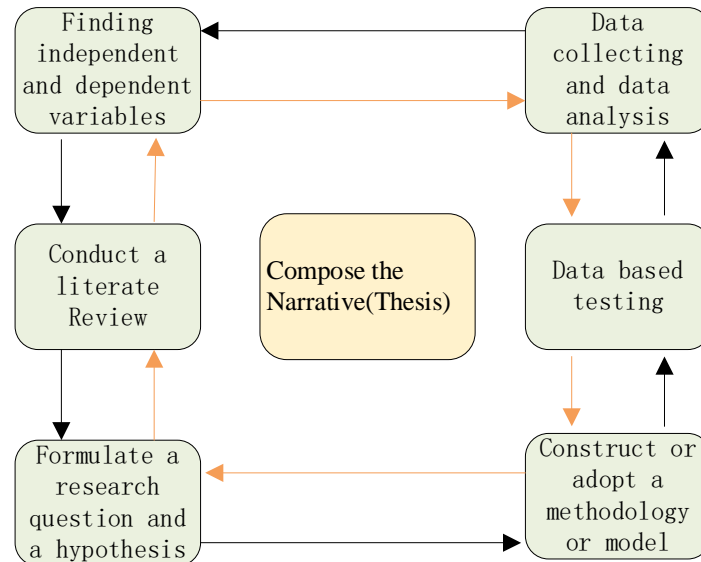 Finding
independent
and dependent
variables
Data
collecting
and data
analysis
Conduct a
literate
Review
Compose the
Narrative(Thesis)
Data based
testing
Formulate a
research
question and
a hypothesis
Construct or
adopt a
methodology
or model